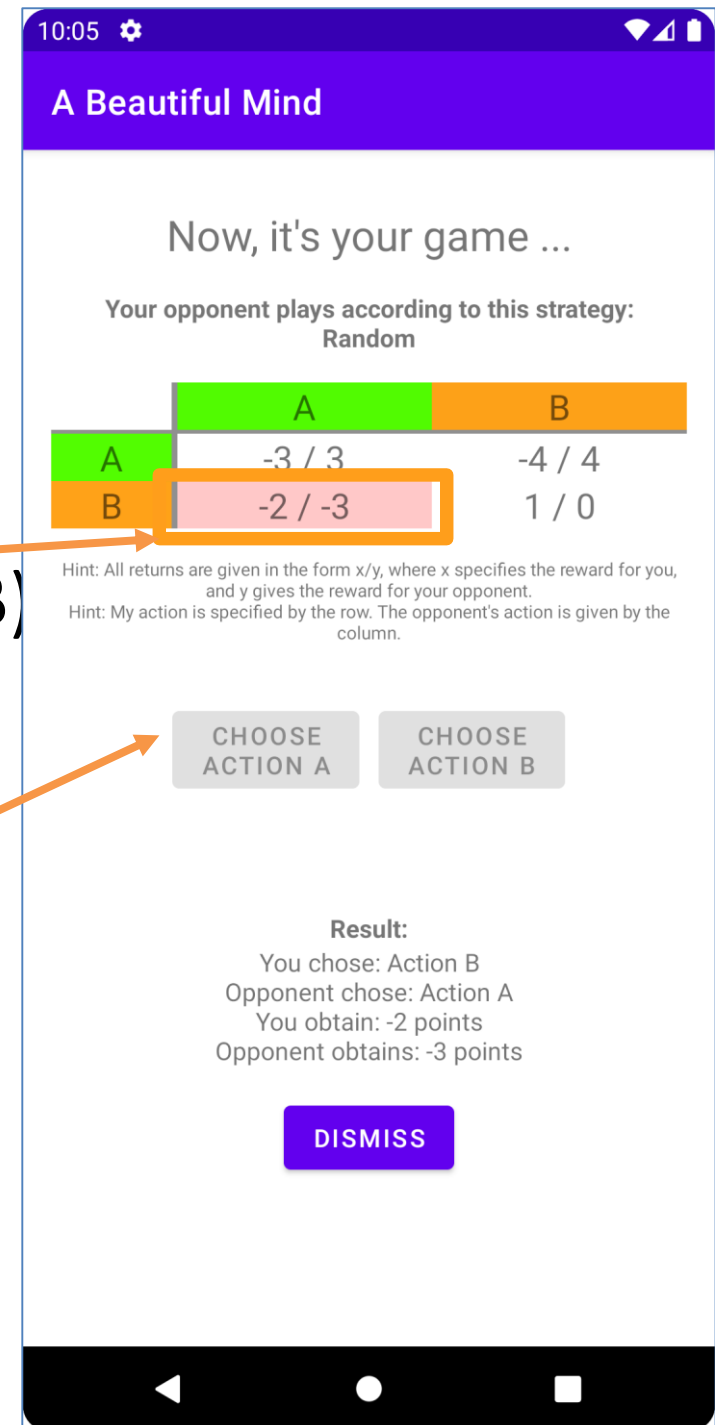 10:05
A Beautiful Mind
Now, it's your game ...
Your opponent plays according to this strategy:
Random
A B
A -3 / 3 -4 / 4
B -2 / -3 1 / 0
Hint: All returns are given in the form x/y, where x specifies the reward for you,
and y gives the reward for your opponent.
Hint: My action is specified by the row. The opponent's action is given by the
column.
)
CHOOSE
ACTION A
CHOOSE
ACTION B
Result:
You chose: Action B
Opponent chose: Action A
You obtain: -2 points
Opponent obtains: -3 points
DISMISS